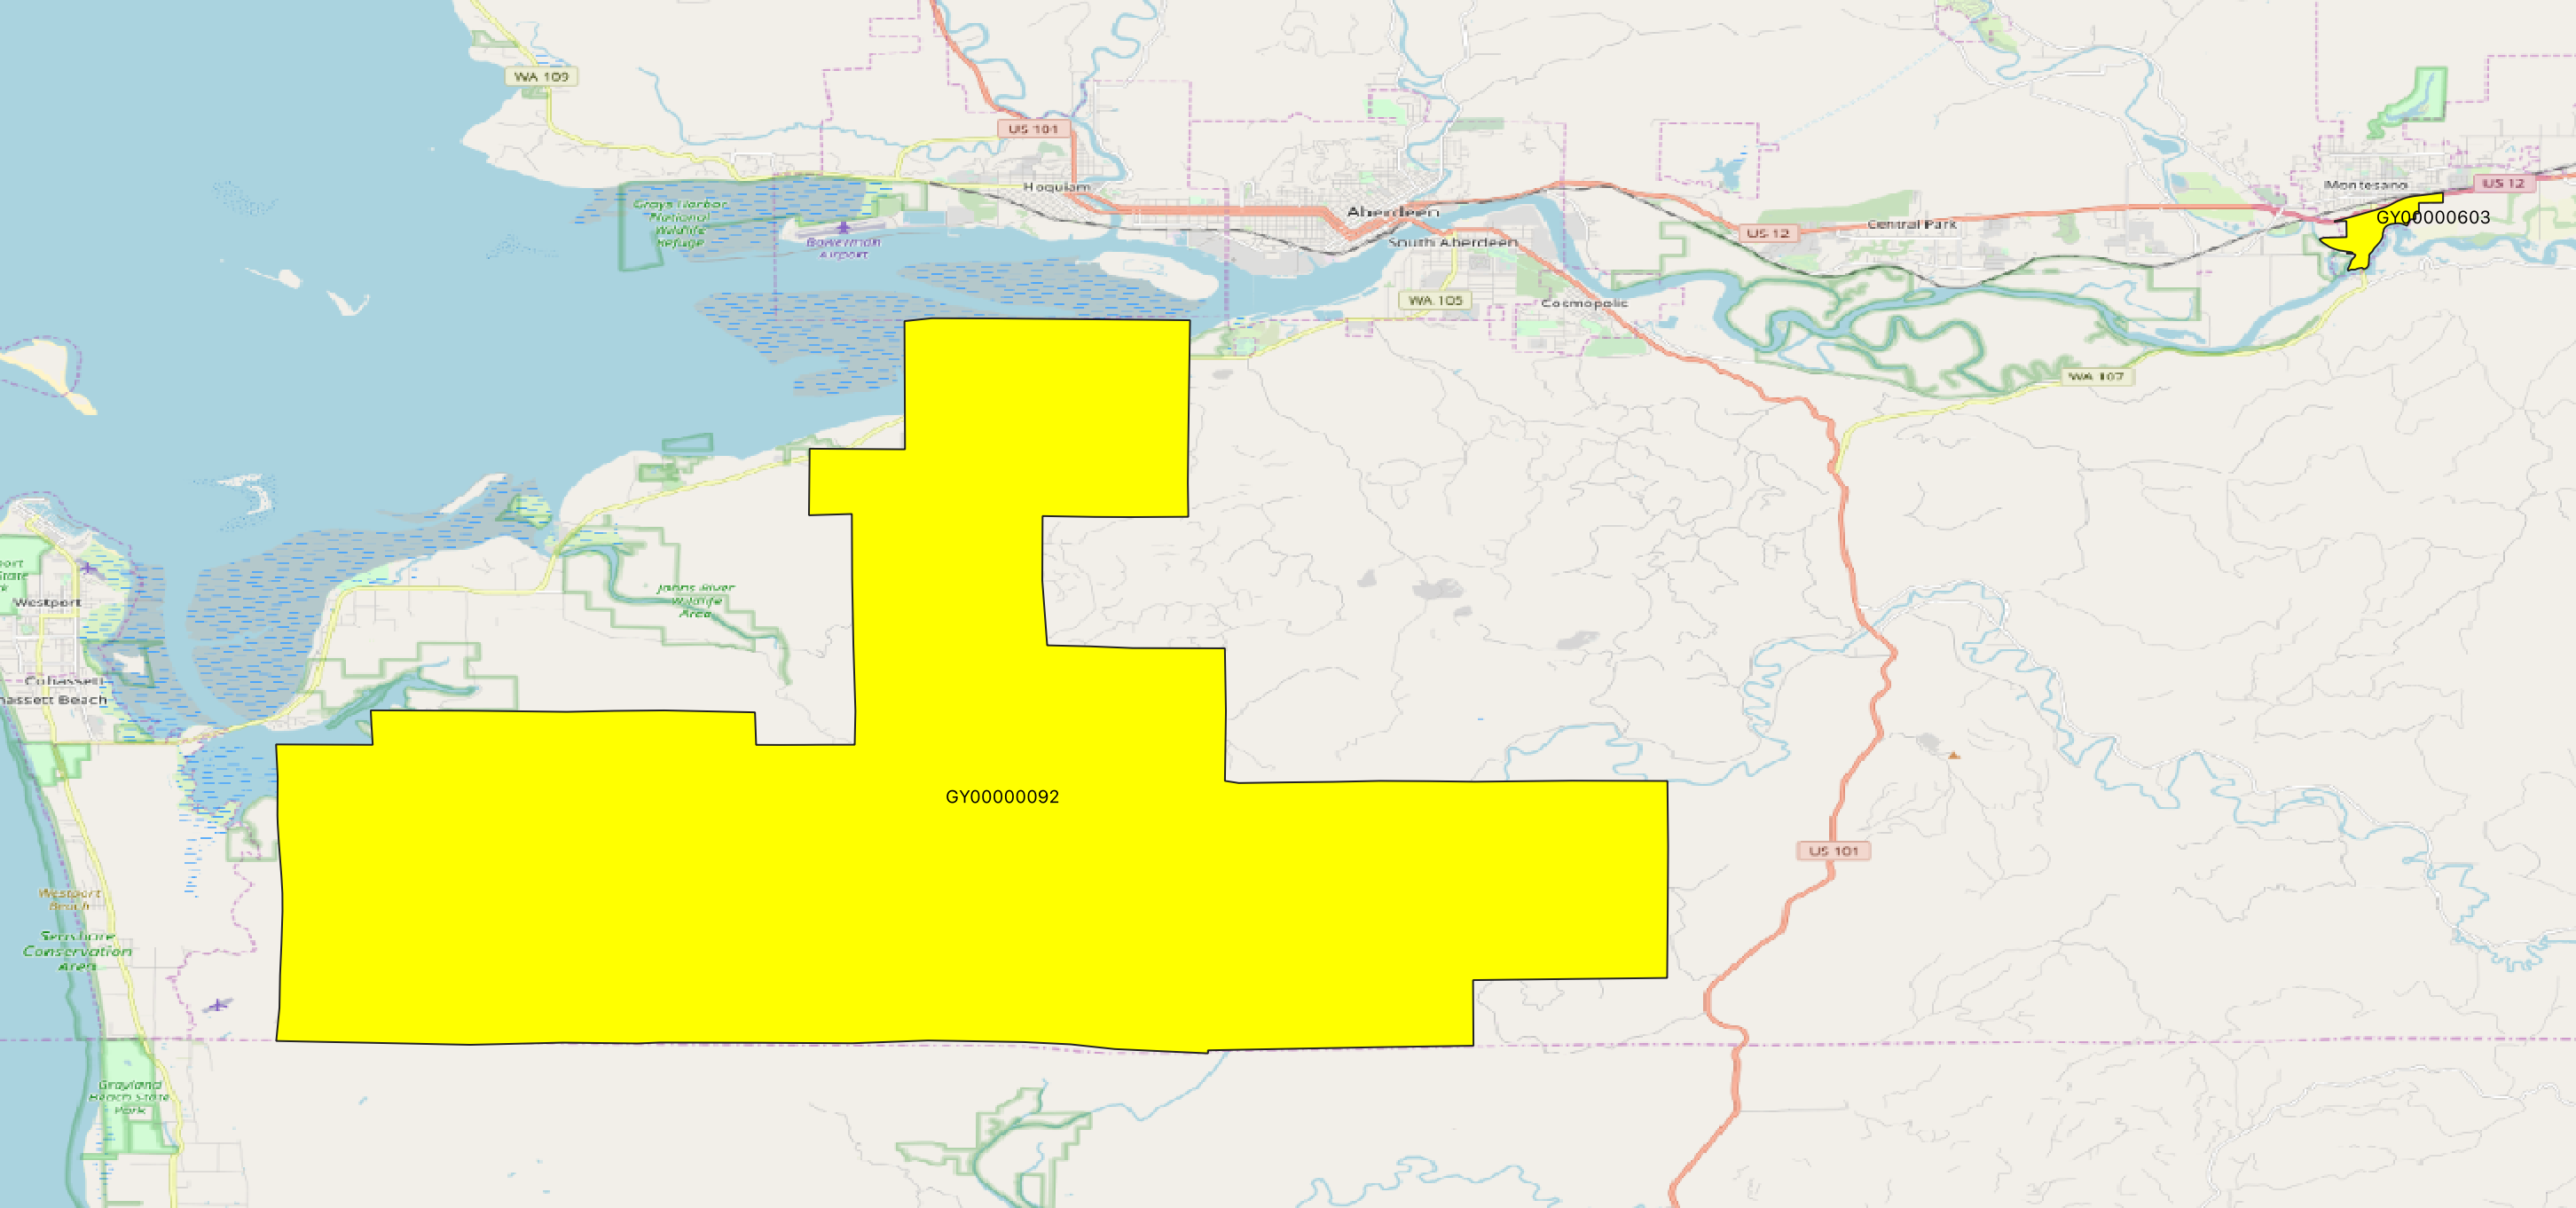 WA 109
US 101
Hoquiam
Montesano
US 12
Grays Harbor
National
Wildlife
Refuge
Aberdeen
GY00000603
US 12
Central Park
Bowerman
Airport
South Aberdeen
WA 105
Cosmopolis
WA 107
Westport
Johns River
Wildlife
Area
hassett Beach
GY00000092
US 101
Westport
Beach
Seashore
Conservation
Area
Grayland
Beach State
Park